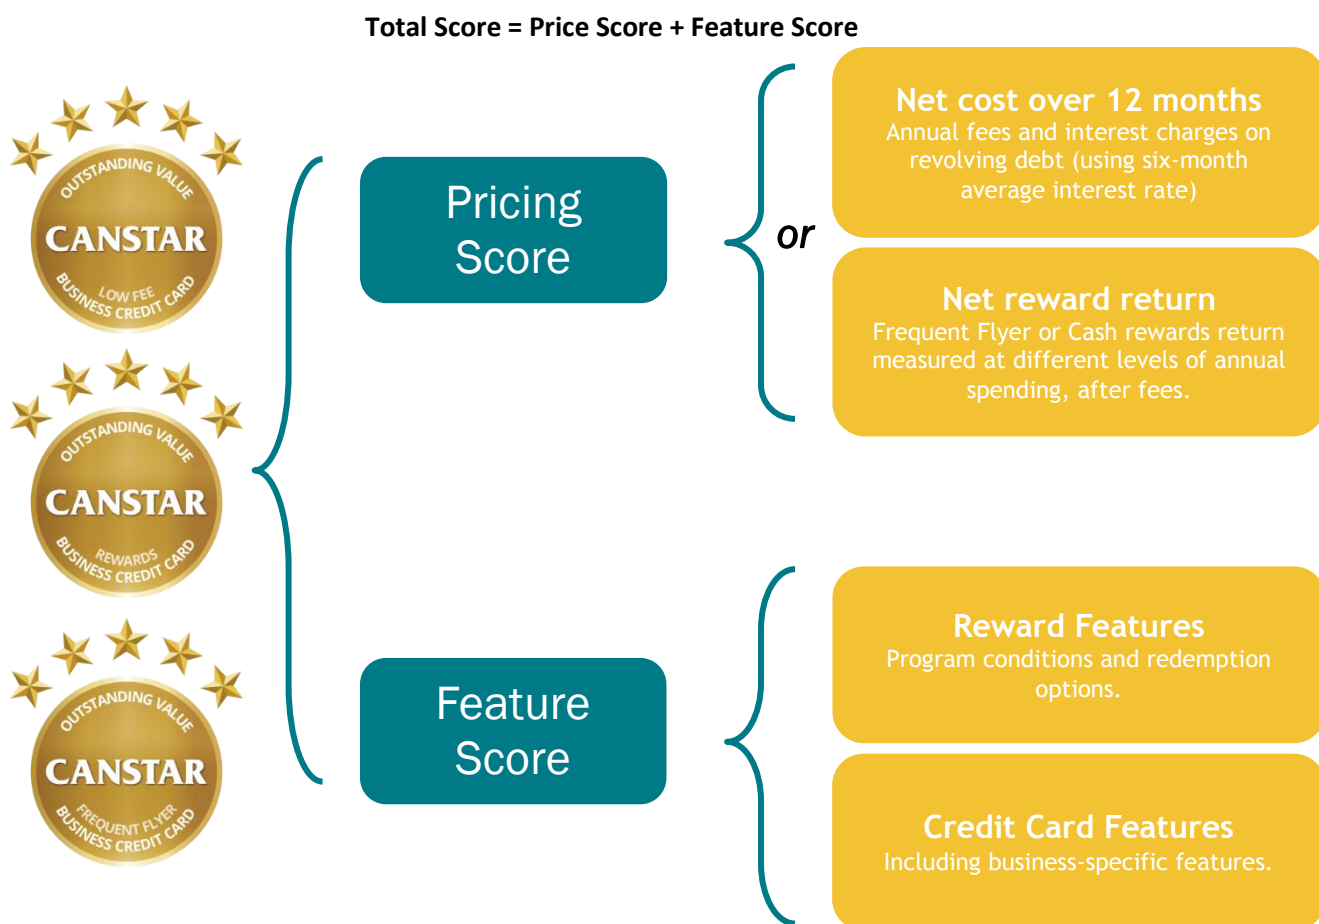 Total Score = Price Score + Feature Score
OUTSTANDING VALUE
CANSTAR
LOW FEE
BUSINESS CREDIT CARD
OUTSTANDING VALUE
CANSTAR
REWARDS
BUSINESS CREDIT CARD
OUTSTANDING VALUE
CANSTAR
FREQUENT FLYER
BUSINESS CREDIT CARD
Pricing
Score
or
Net cost over 12 months
Annual fees and interest charges on
revolving debt (using six-month
average interest rate)
Net reward return
Frequent Flyer or Cash rewards return
measured at different levels of annual
spending, after fees.
Feature
Score
Reward Features
Program conditions and redemption
options.
Credit Card Features
Including business-specific features.